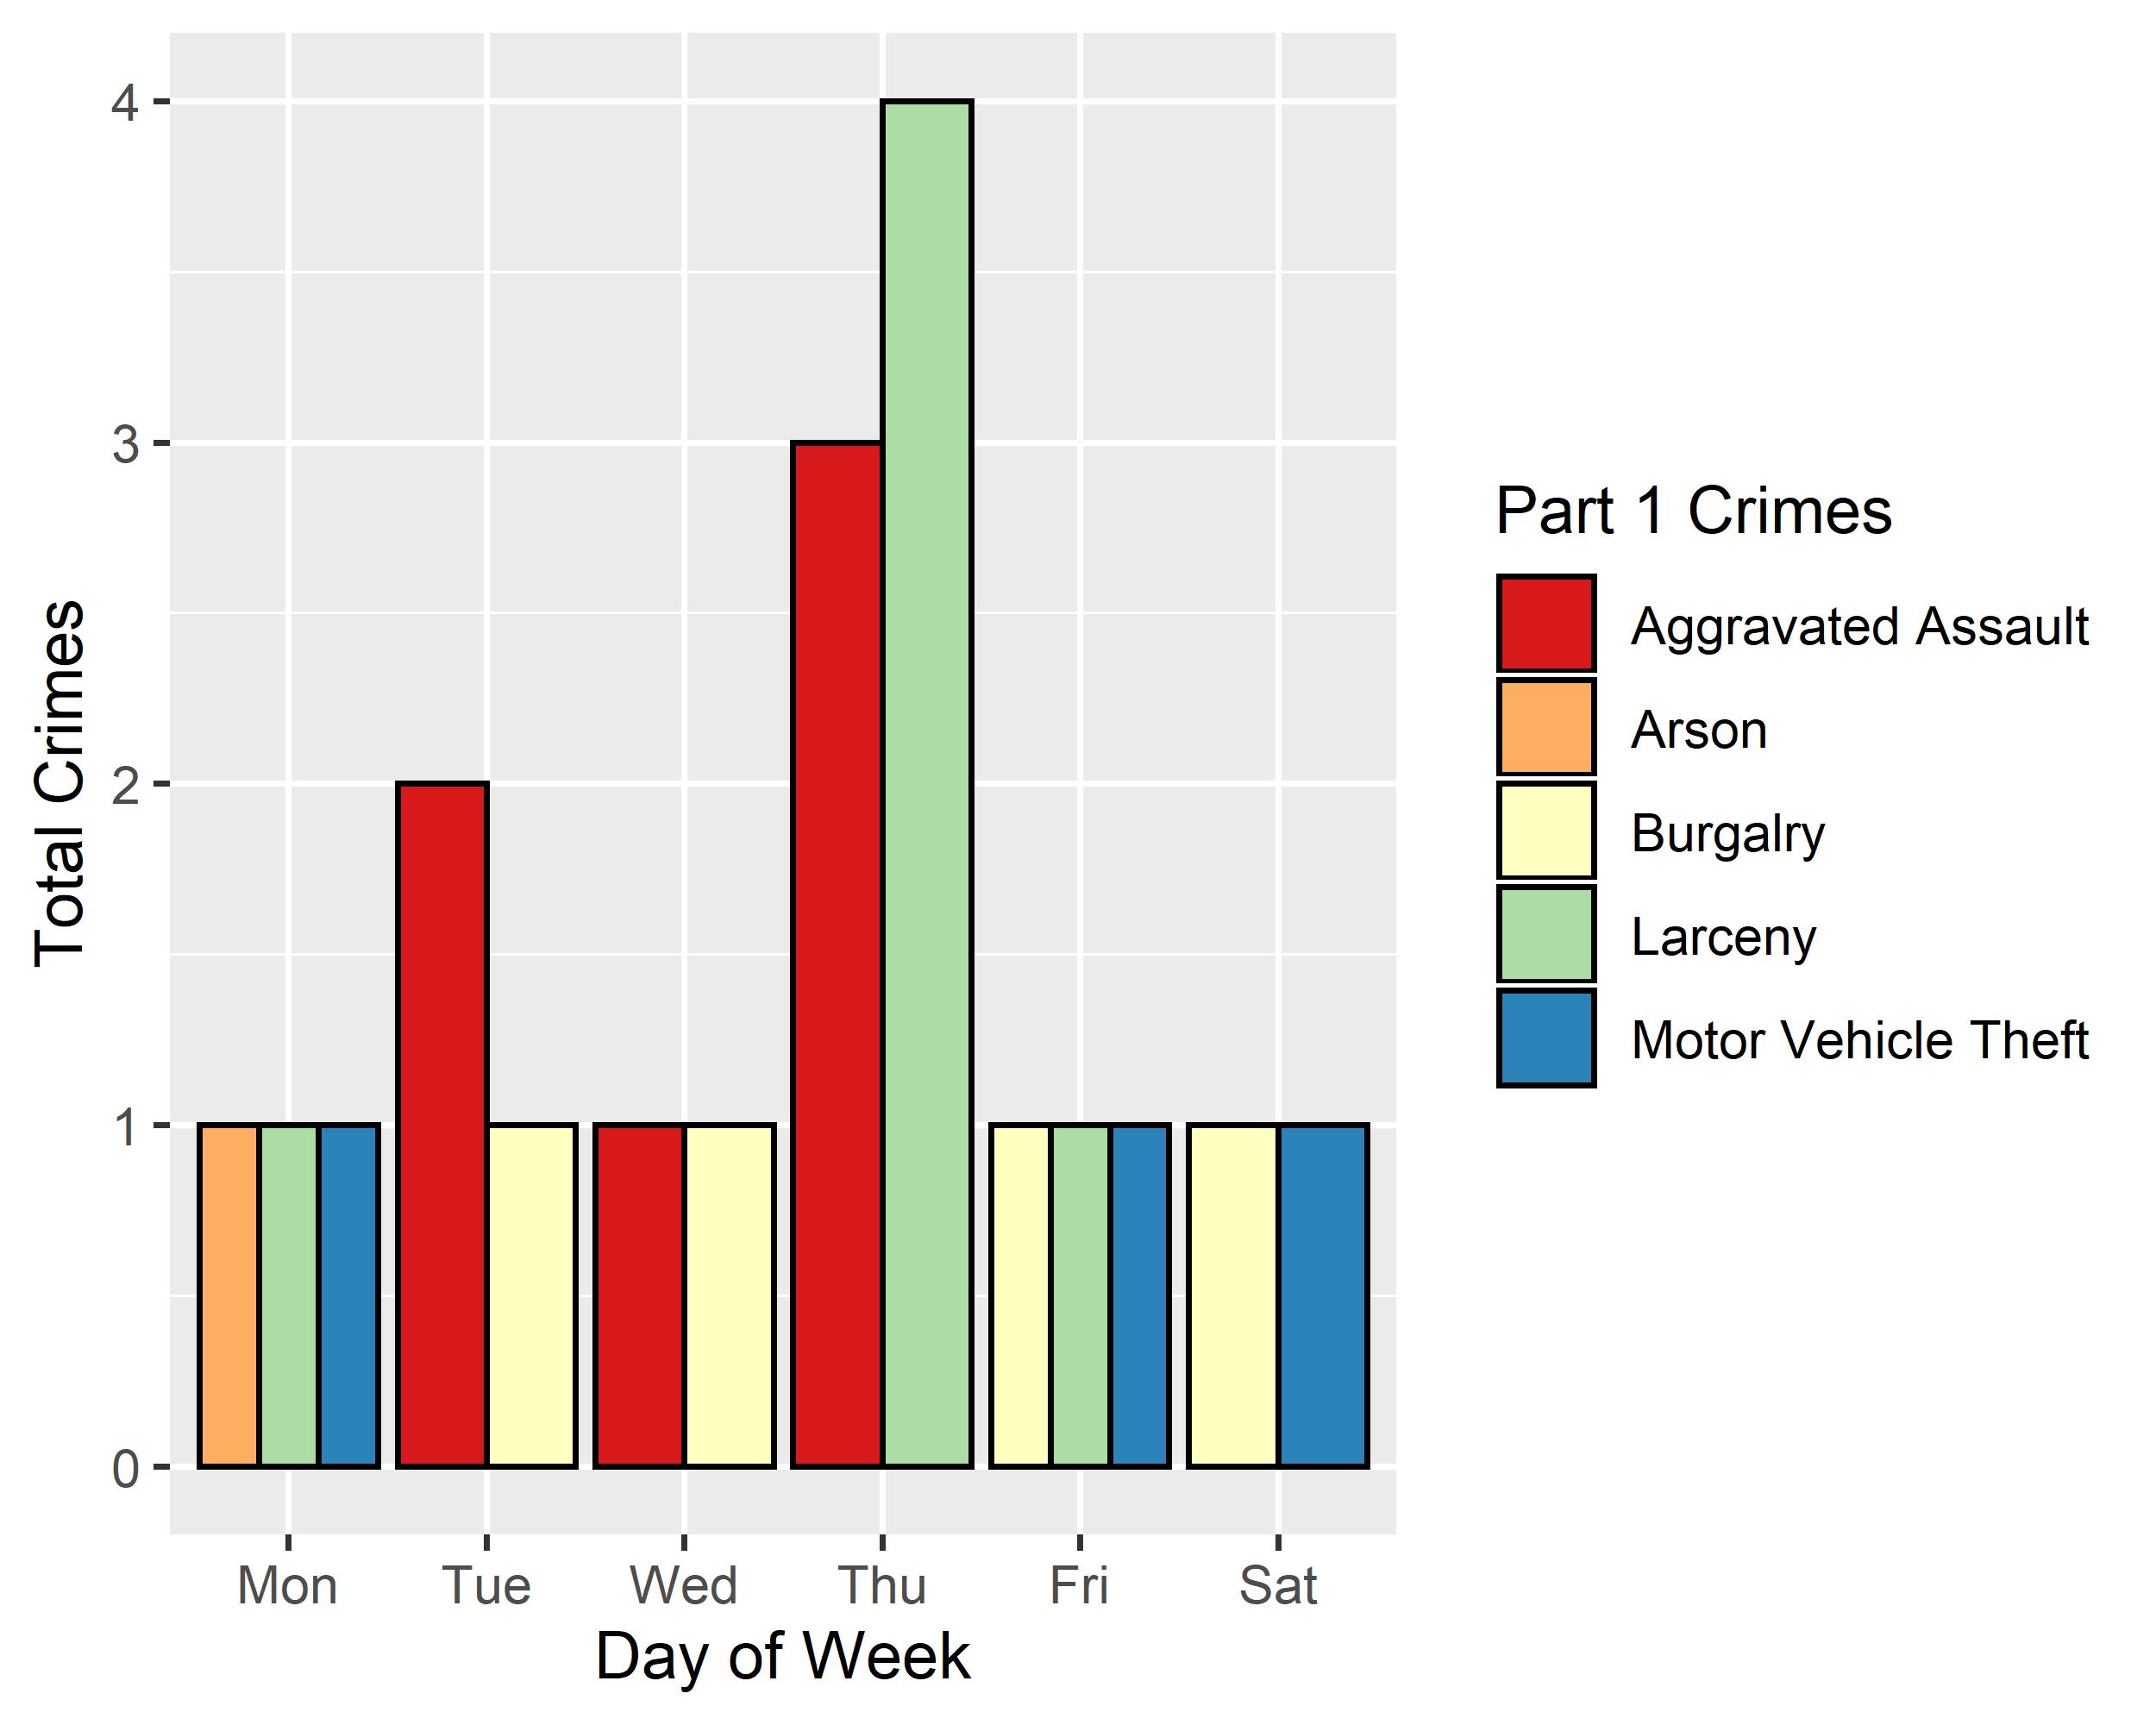 4
3
2
1
0
Total Crimes
Mon Tue Wed Thu Fri Sat
Day of Week
Part 1 Crimes
Aggravated Assault
Arson
Burgalry
Larceny
Motor Vehicle Theft